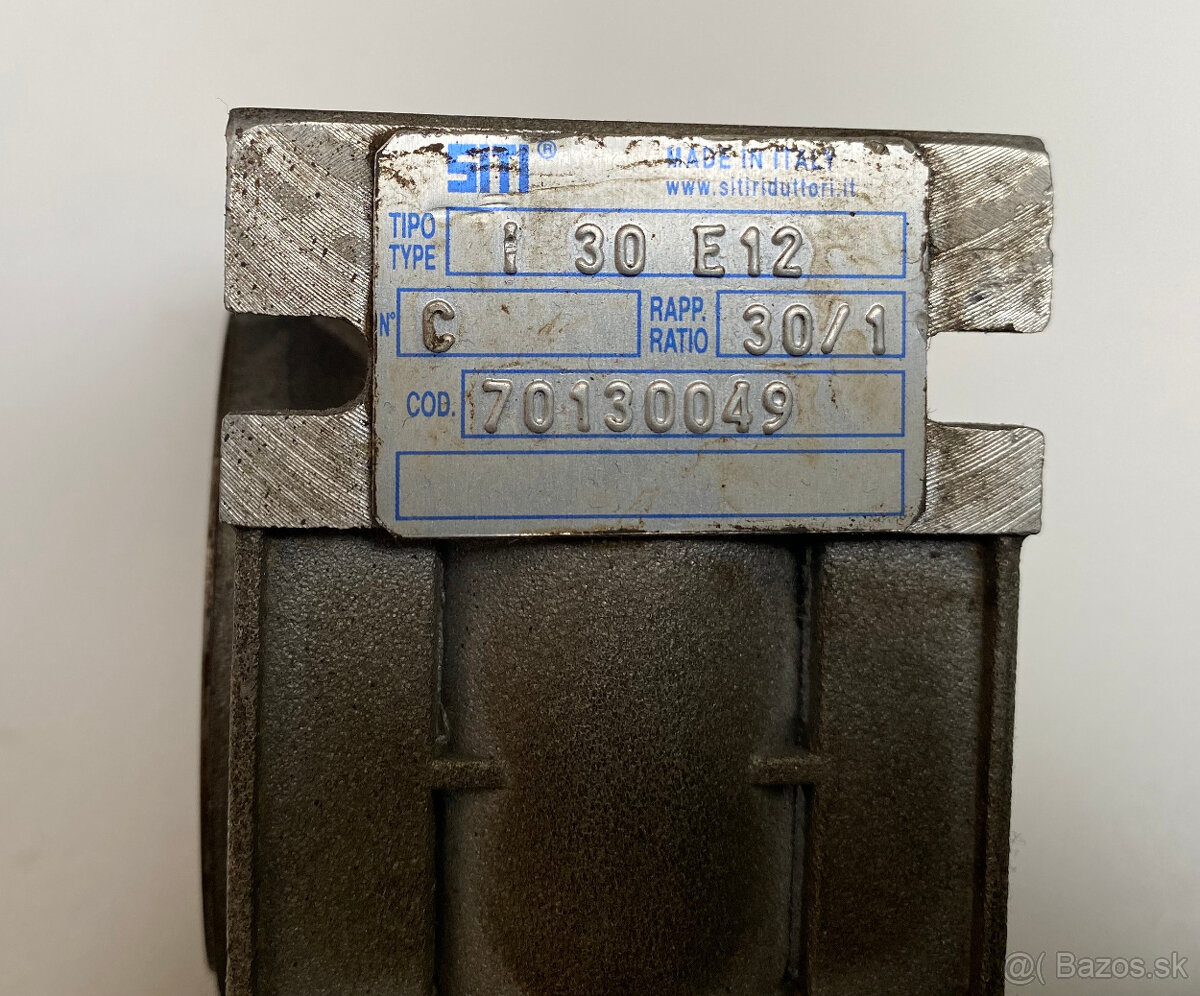 SITI® MADE IN ITALY
www.sitiriduttori.it
TIPO
TYPE I 30 E12
N° C RAPP.
RATIO 30/1
COD. 70130049
@( Bazos.sk